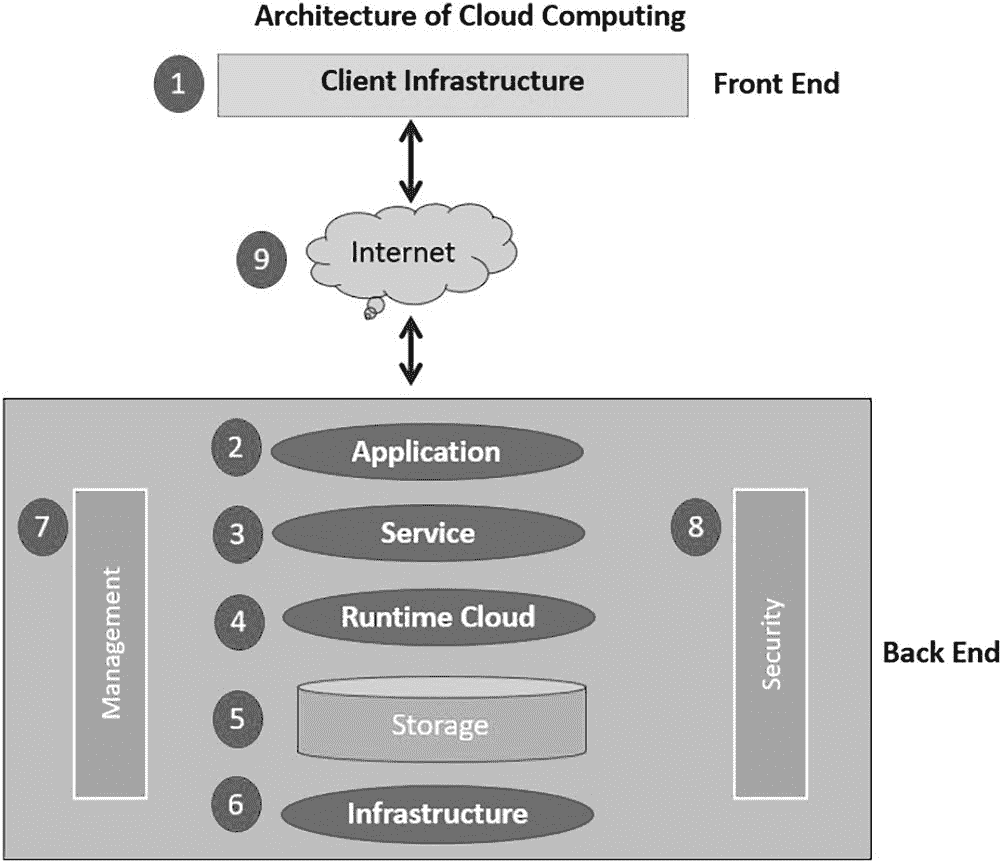 Architecture of Cloud Computing
1 Client Infrastructure Front End
9 Internet
2 Application
7 Management
3 Service
8 Security
4 Runtime Cloud
Back End
5 Storage
6 Infrastructure